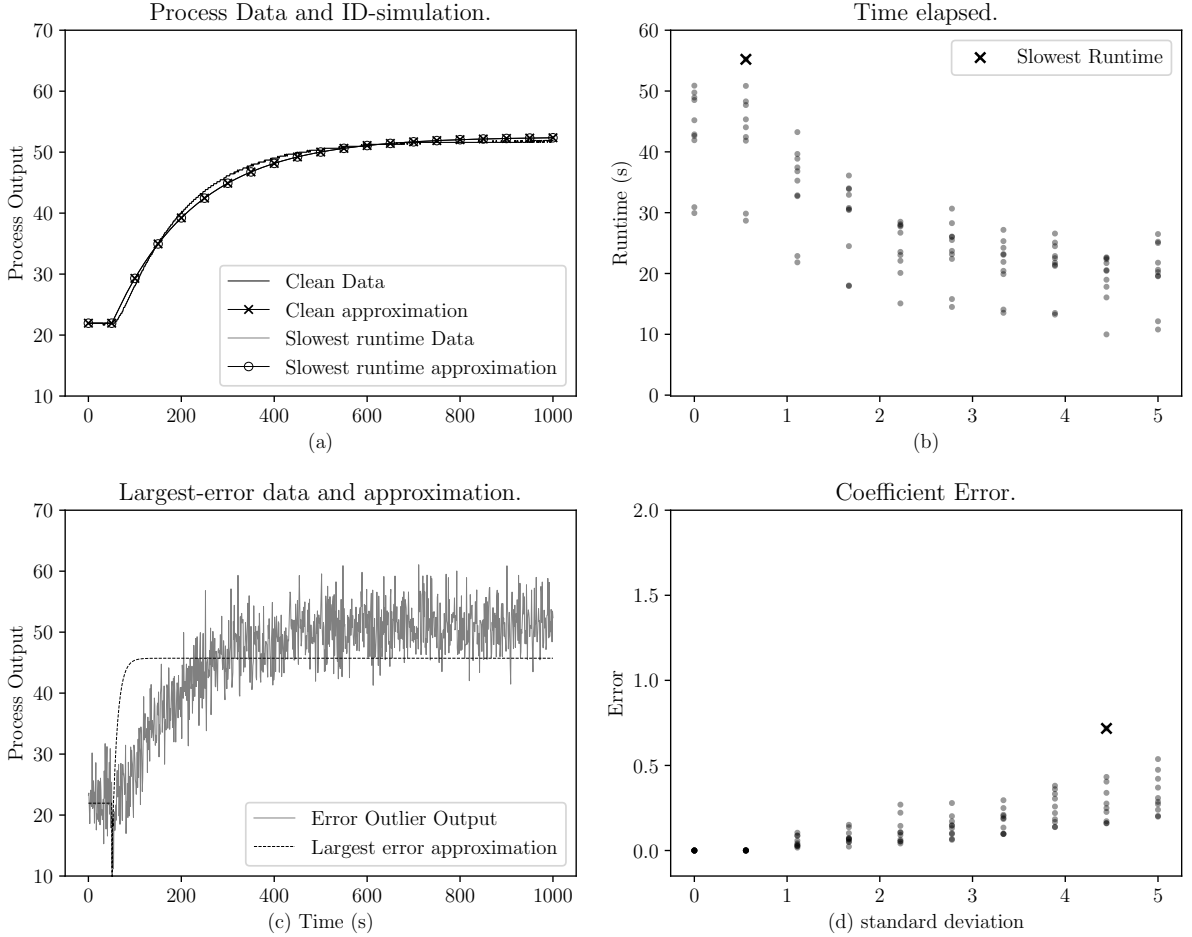 Process Data and ID-simulation.
70
60
50
40
30
20
10
Process Output
Clean Data
Clean approximation
Slowest runtime Data
Slowest runtime approximation
0 200 400 600 800 1000
(a)
Time elapsed.
60
50
40
30
20
10
0
Runtime (s)
Slowest Runtime
0 1 2 3 4 5
(b)
Largest-error data and approximation.
70
60
50
40
30
20
10
Process Output
Error Outlier Output
Largest error approximation
0 200 400 600 800 1000
(c) Time (s)
Coefficient Error.
2.0
1.5
1.0
0.5
0.0
Error
0 1 2 3 4 5
(d) standard deviation